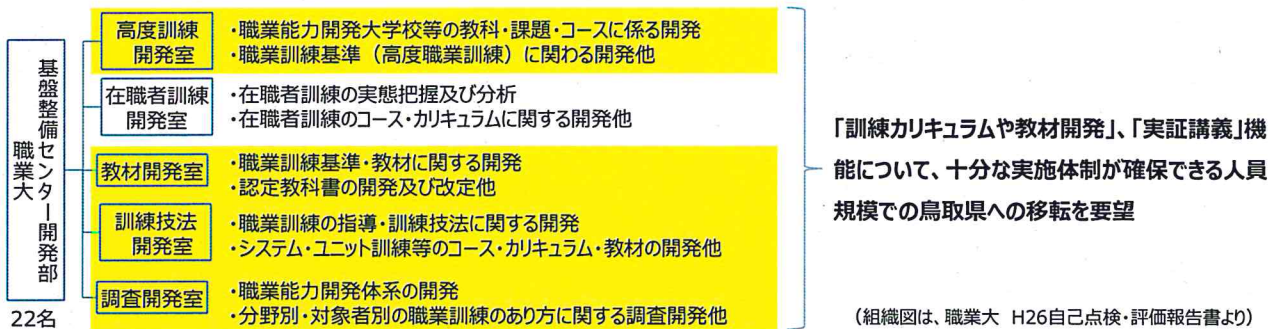 職業大
基盤整備センター開発部
22名
高度訓練
開発室
・職業能力開発大学校等の教科・課題・コースに係る開発
・職業訓練基準（高度職業訓練）に関わる開発他
在職者訓練
開発室
・在職者訓練の実態把握及び分析
・在職者訓練のコース・カリキュラムに関する開発他
教材開発室
・職業訓練基準・教材に関する開発
・認定教科書の開発及び改定他
訓練技法
開発室
・職業訓練の指導・訓練技法に関する開発
・システム・ユニット訓練等のコース・カリキュラム・教材の開発他
調査開発室
・職業能力開発体系の開発
・分野別・対象者別の職業訓練のあり方に関する調査開発他
「訓練カリキュラムや教材開発」、「実証講義」機
能について、十分な実施体制が確保できる人員
規模での鳥取県への移転を要望
（組織図は、職業大 H26自己点検・評価報告書より）